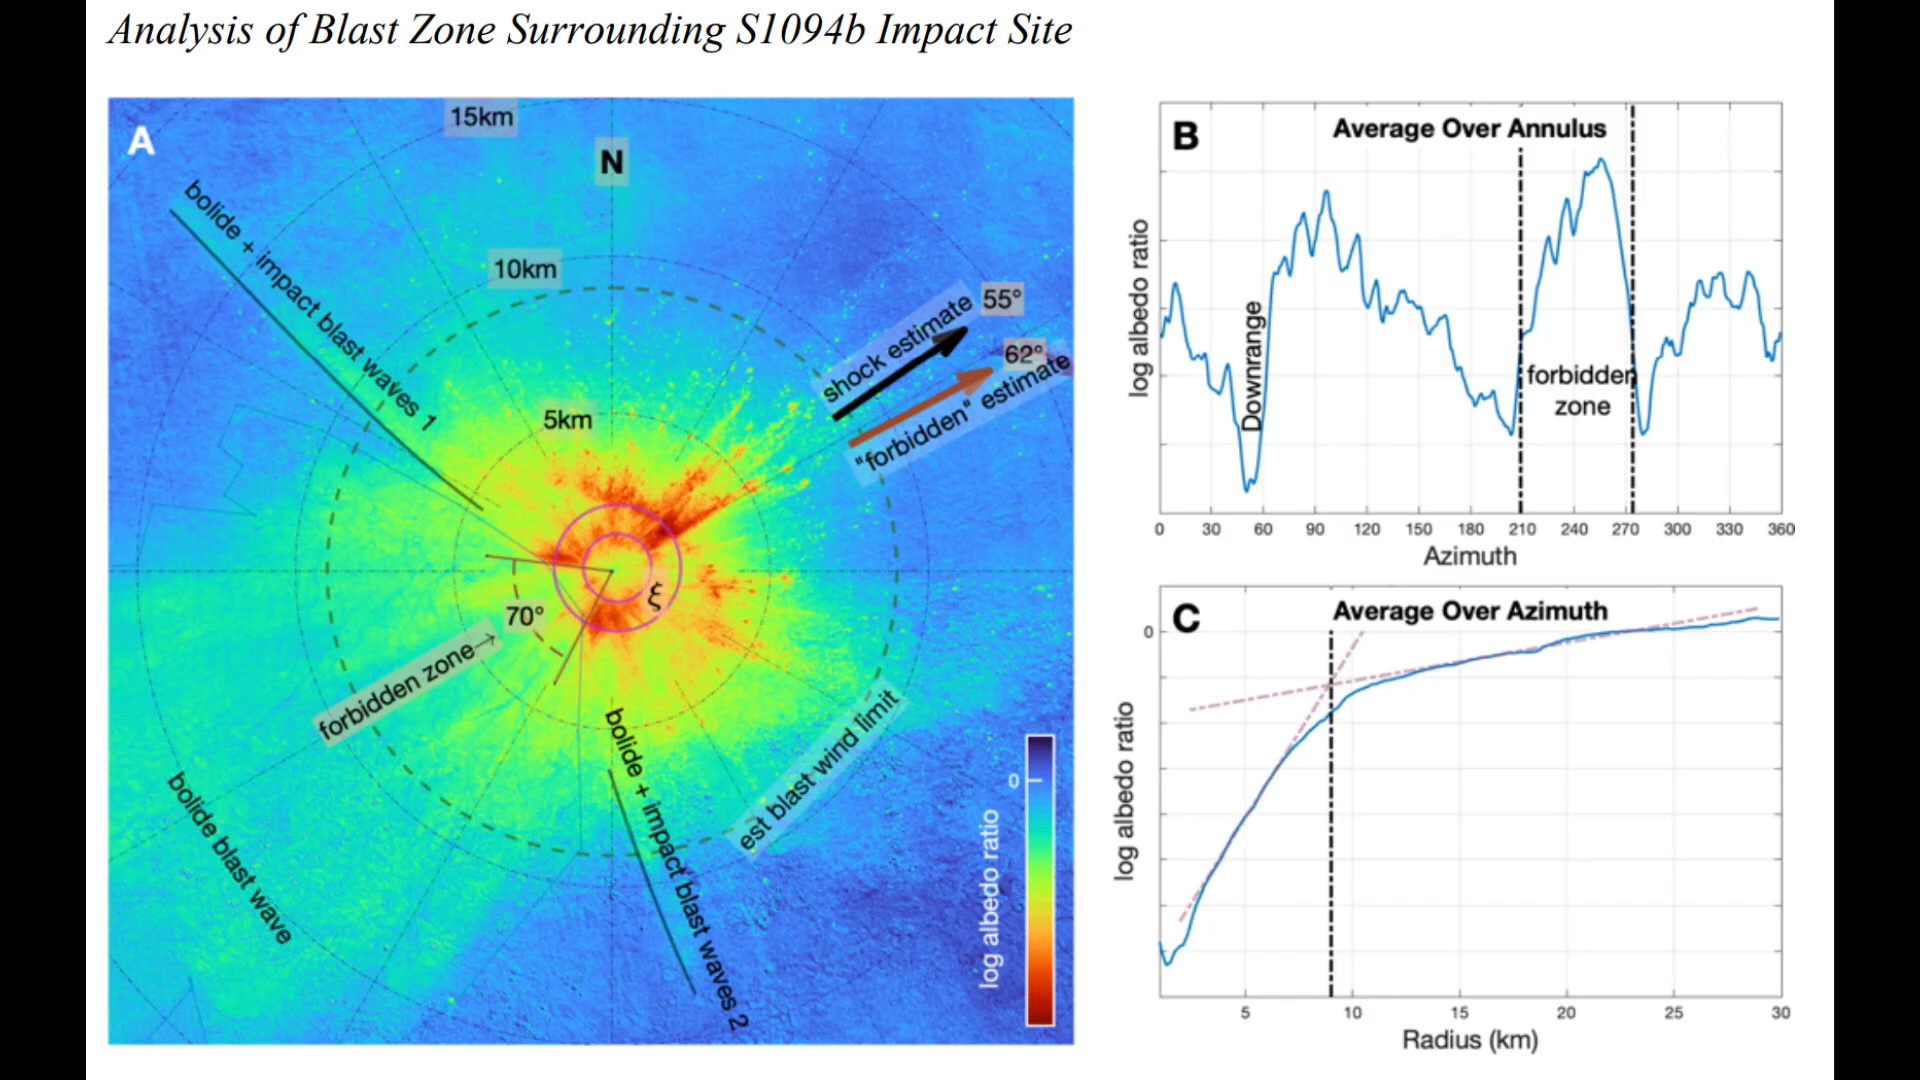 Analysis of Blast Zone Surrounding S1094b Impact Site
A
15km
N
10km
5km
bolide + impact blast waves 1
shock estimate
55°
62°
"forbidden" estimate
ξ
70°
forbidden zone→
bolide blast wave
bolide + impact blast waves 2
est blast wind limit
0
log albedo ratio
B
Average Over Annulus
log albedo ratio
Downrange
forbidden
zone
0 30 60 90 120 150 180 210 240 270 300 330 360
Azimuth
C
Average Over Azimuth
0
log albedo ratio
5 10 15 20 25 30
Radius (km)